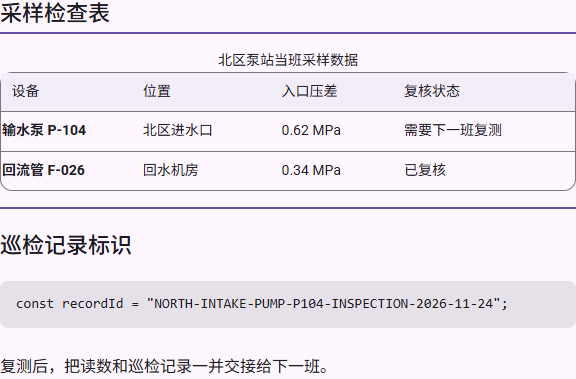 采样检查表
北区泵站当班采样数据
设备 位置 入口压差 复核状态
输水泵 P-104 北区进水口 0.62 MPa 需要下一班复测
回流管 F-026 回水机房 0.34 MPa 已复核
巡检记录标识
const recordId = "NORTH-INTAKE-PUMP-P104-INSPECTION-2026-11-24";
复测后，把读数和巡检记录一并交接给下一班。